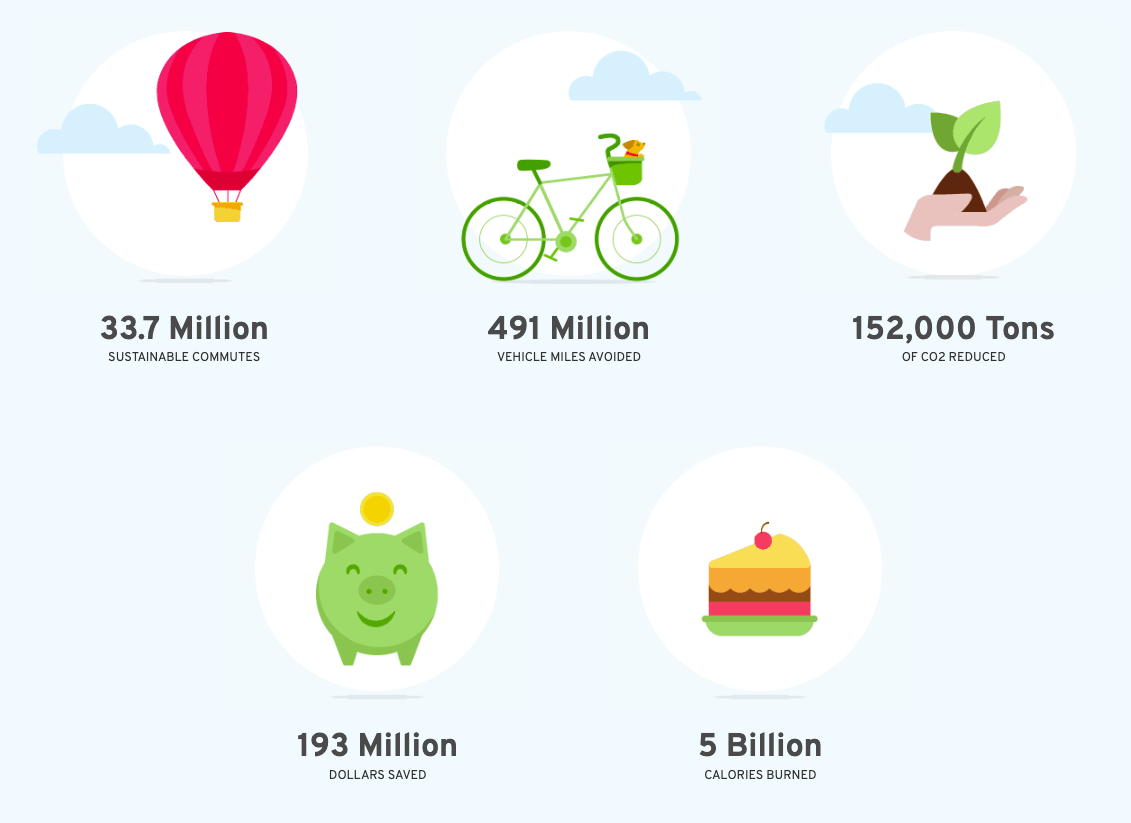 33.7 Million
SUSTAINABLE COMMUTES
491 Million
VEHICLE MILES AVOIDED
152,000 Tons
OF CO2 REDUCED
193 Million
DOLLARS SAVED
5 Billion
CALORIES BURNED